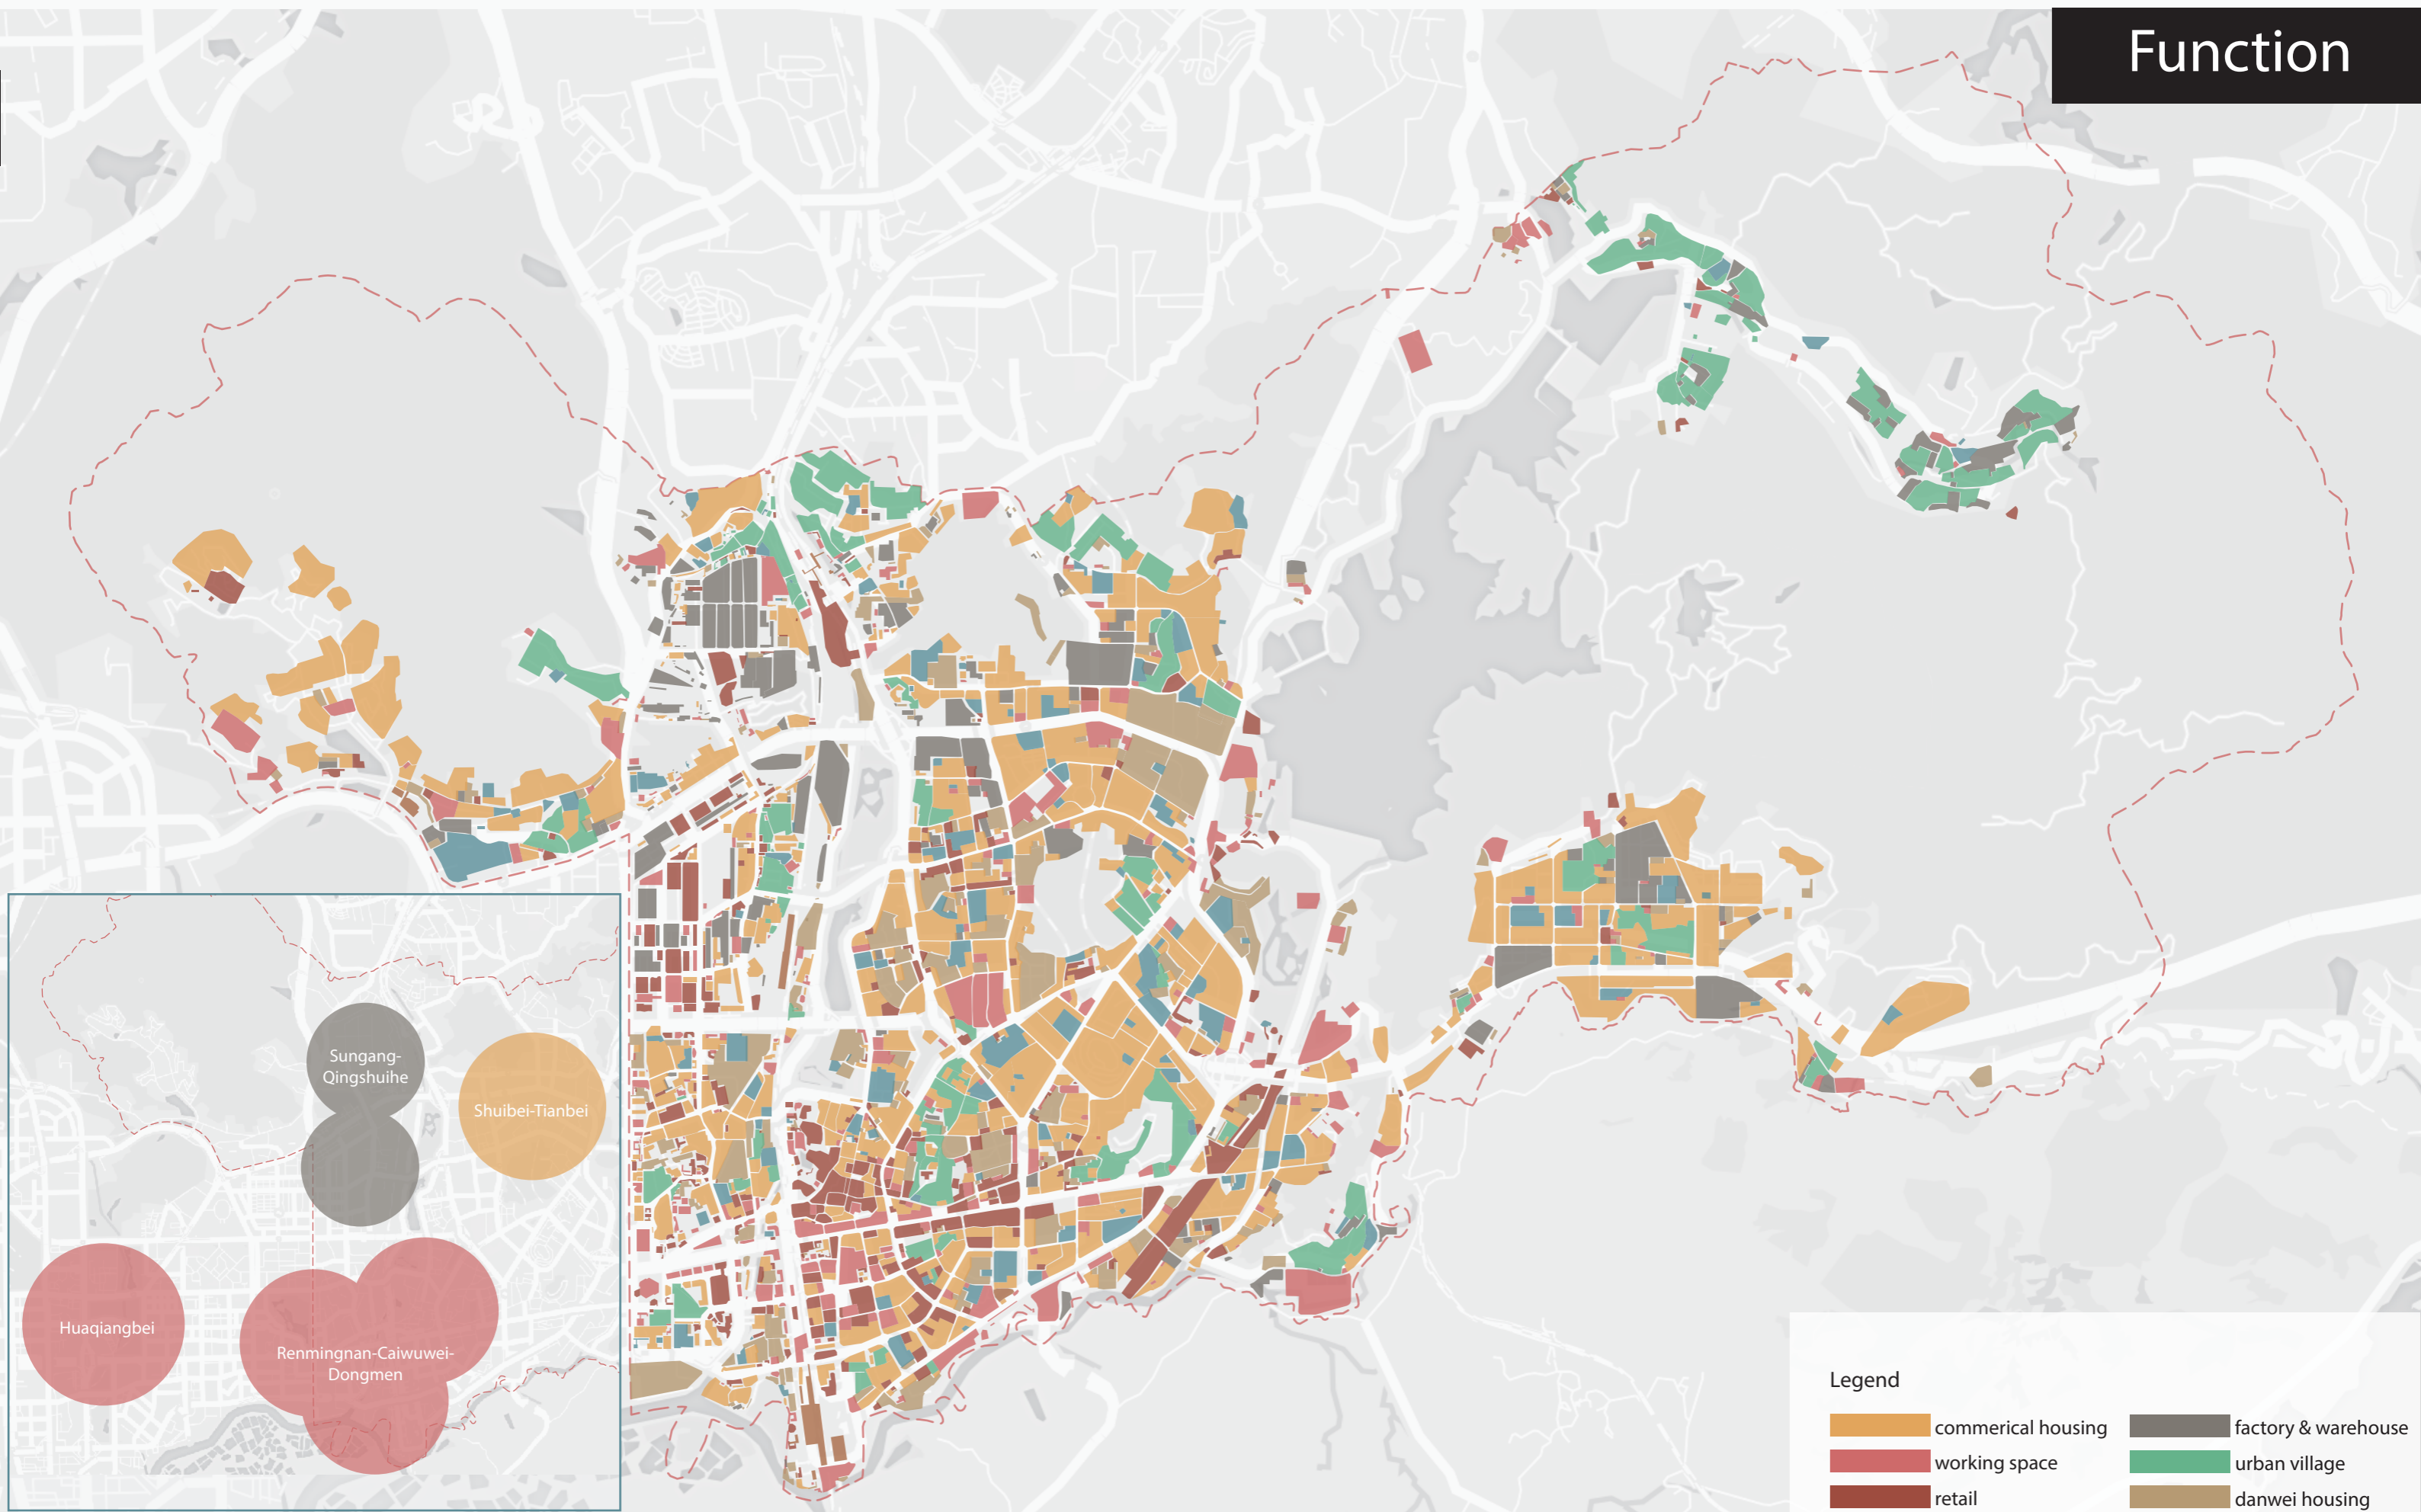 Function
Sungang-
Qingshuihe
Shuibei-Tianbei
Huaqiangbei
Renmingnan-Caiwuwei-
Dongmen
Legend
commerical housing
factory & warehouse
working space
urban village
retail
danwei housing